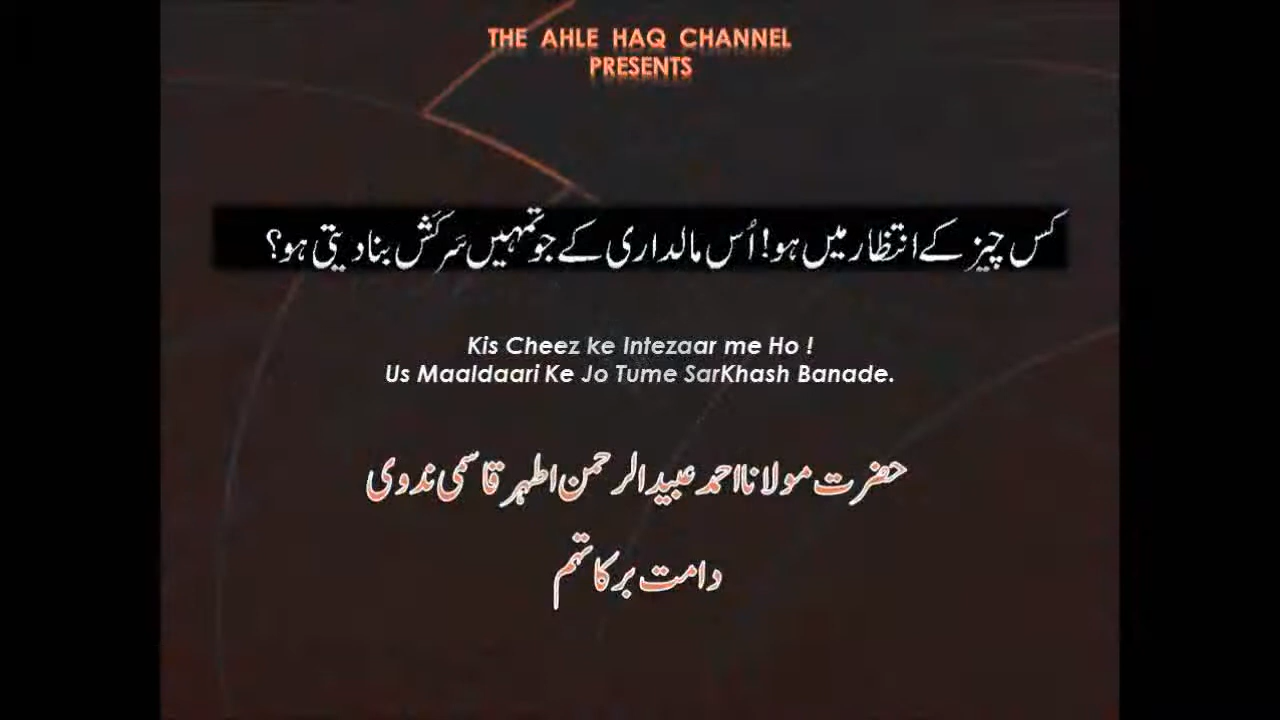 THE AHLE HAQ CHANNEL
PRESENTS
کس چیز کے انتظار میں ہو! اُس مالداری کے جو تمہیں سَرکَش بنا دیتی ہو؟
Kis Cheez ke Intezaar me Ho !
Us Maaldaari Ke Jo Tume SarKhash Banade.
حضرت مولانا احمد عبید الرحمن اطہر قاسمی ندوی
دامت برکاتہم